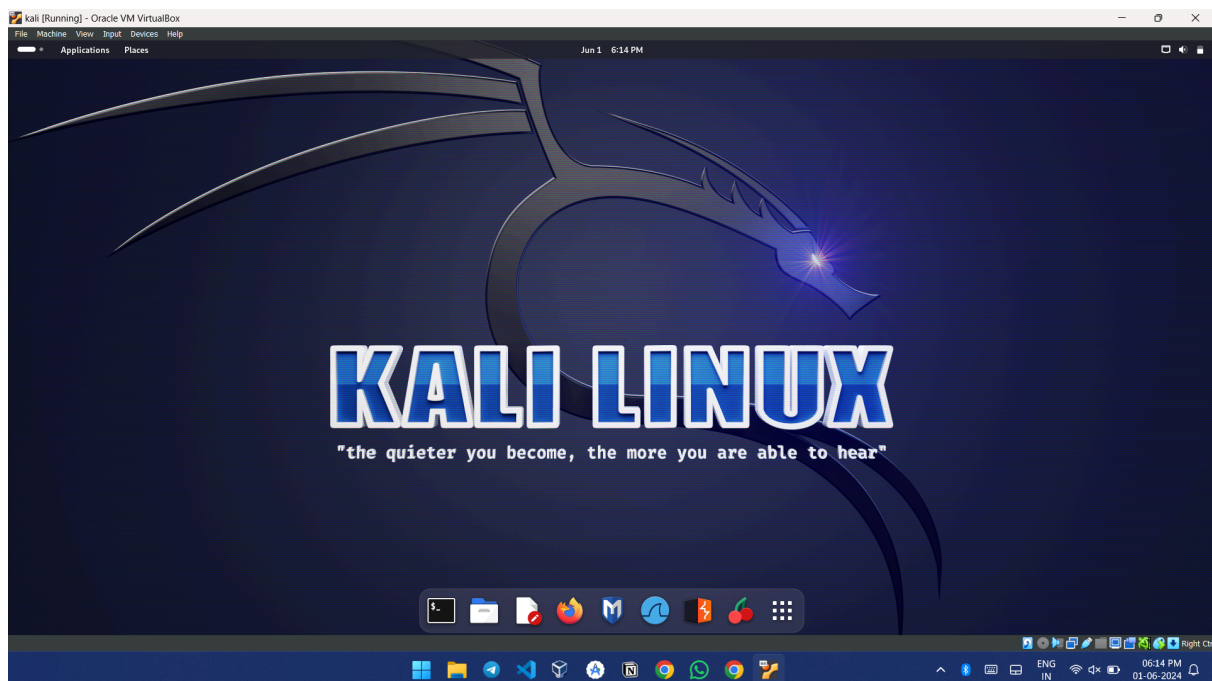 kali [Running] - Oracle VM VirtualBox
File Machine View Input Devices Help
Applications Places Jun 1 6:14 PM
KALI LINUX
"the quieter you become, the more you are able to hear"
Right Ctr
ENG 06:14 PM
IN 01-06-2024